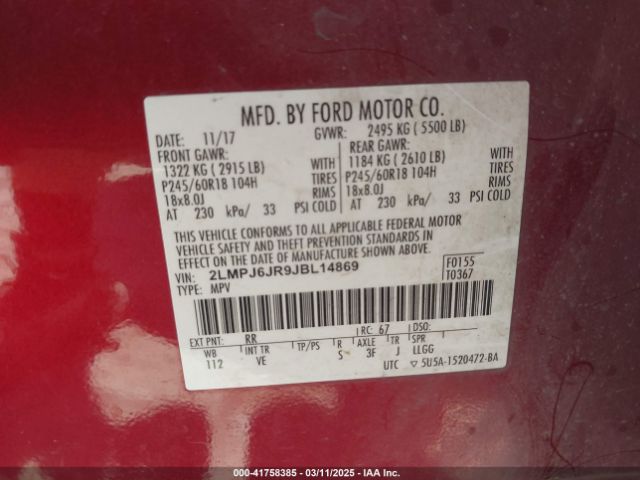 MFD. BY FORD MOTOR CO.
DATE: 11/17 GVWR: 2495 KG ( 5500 LB)
FRONT GAWR: REAR GAWR:
1322 KG ( 2915 LB) WITH 1184 KG ( 2610 LB) WITH
P245/60R18 104H TIRES P245/60R18 104H TIRES
18x8.0J RIMS 18x8.0J RIMS
AT 230 kPa/ 33 PSI COLD AT 230 kPa/ 33 PSI COLD
THIS VEHICLE CONFORMS TO ALL APPLICABLE FEDERAL MOTOR
VEHICLE SAFETY AND THEFT PREVENTION STANDARDS IN
EFFECT ON THE DATE OF MANUFACTURE SHOWN ABOVE.
VIN: 2LMPJ6JR9JBL14869 F0155
TYPE: MPV T0367
EXT PNT: RR RC: 67 DSO:
WB INT TR TP/PS R AXLE TR SPR
112 VE S 3F J LLGG
UTC ▽ 5U5A-1520472-BA
000-41758385 - 03/11/2025 - IAA Inc.